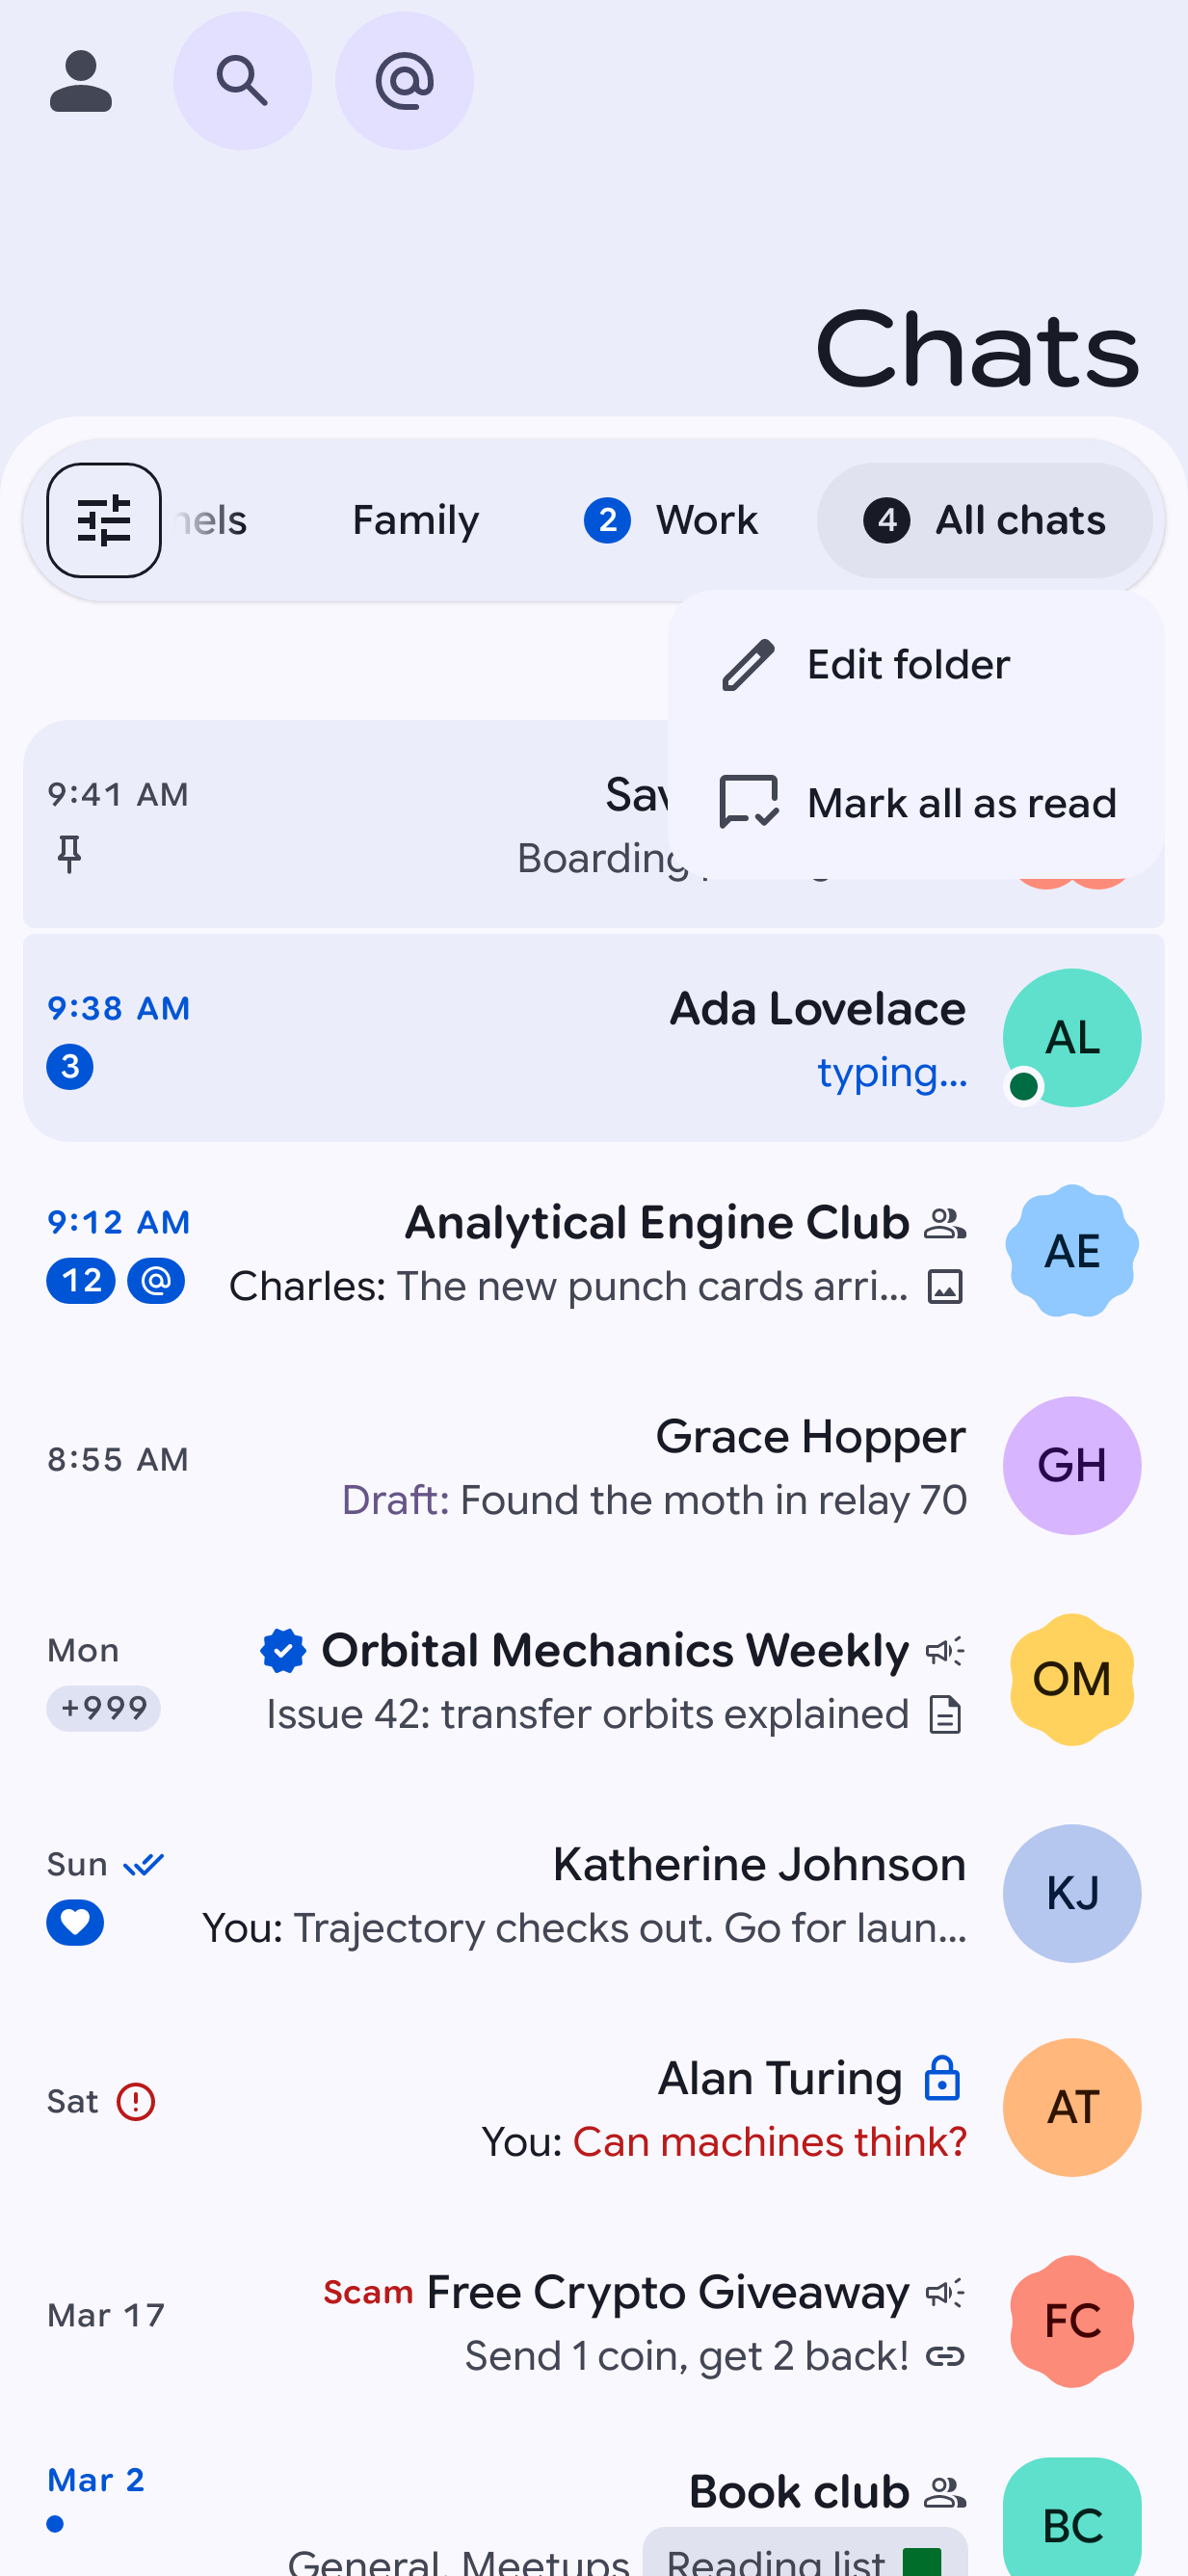 Chats
All chats
4
Work
2
Family
Edit folder
Mark all as read
9:41 AM
Boarding
Ada Lovelace
9:38 AM
typing...
3
AL
Analytical Engine Club
9:12 AM
Charles: The new punch cards arri...
12 @
AE
Grace Hopper
8:55 AM
Draft: Found the moth in relay 70
GH
Orbital Mechanics Weekly
Mon
Issue 42: transfer orbits explained
+999
OM
Katherine Johnson
Sun
You: Trajectory checks out. Go for laun...
KJ
Alan Turing
Sat
You: Can machines think?
AT
Free Crypto Giveaway
Scam
Mar 17
Send 1 coin, get 2 back!
FC
Book club
Mar 2
General, Meetups Reading list
BC